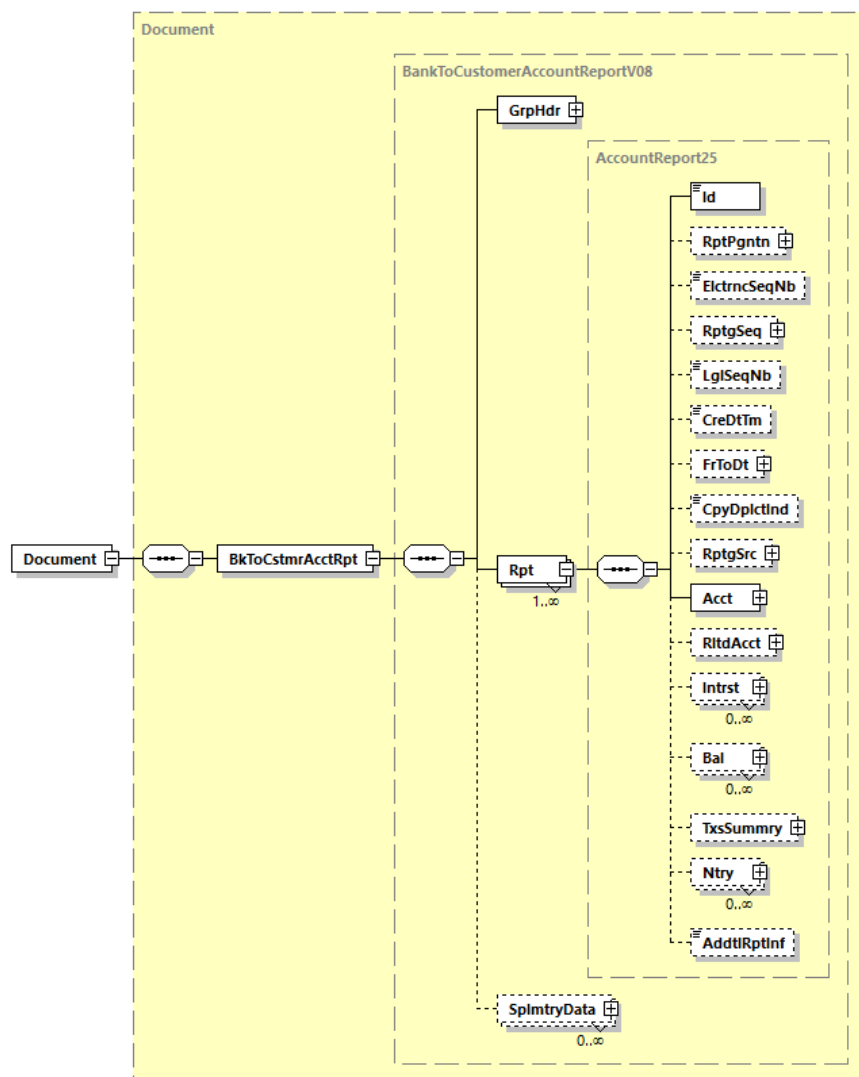 Document
BankToCustomerAccountReportV08
GrpHdr
AccountReport25
Id
RptPgntn
ElctrncSeqNb
RptgSeq
LglSeqNb
CreDtTm
FrToDt
CpyDplctInd
RptgSrc
Document
BkToCstmrAcctRpt
Rpt
1..∞
Acct
RltdAcct
Intrst
0..∞
Bal
0..∞
TxsSummry
Ntry
0..∞
AddtlRptInf
SplmtryData
0..∞